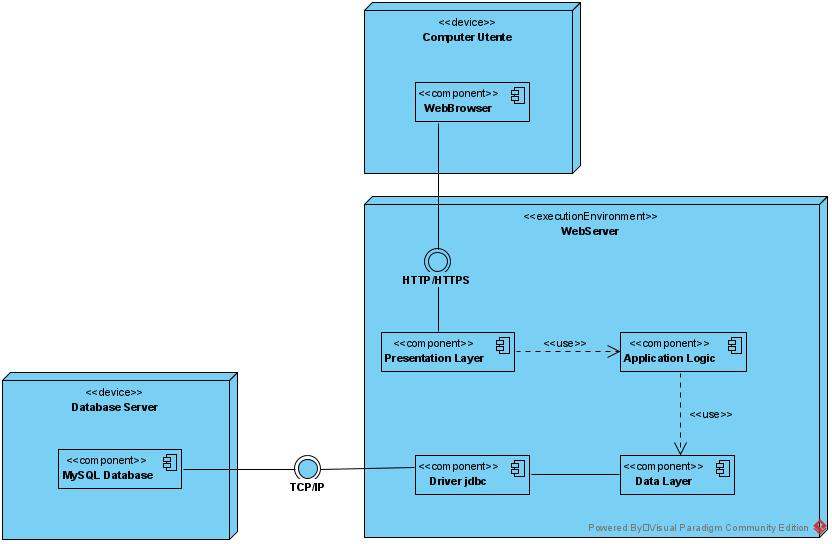 <<device>>
Computer Utente
<<component>>
WebBrowser
<<executionEnvironment>>
WebServer
HTTP/HTTPS
<<component>>
Presentation Layer
<<use>>
<<component>>
Application Logic
<<device>>
Database Server
<<use>>
<<component>>
MySQL Database
TCP/IP
<<component>>
Driver jdbc
<<component>>
Data Layer
Powered By Visual Paradigm Community Edition